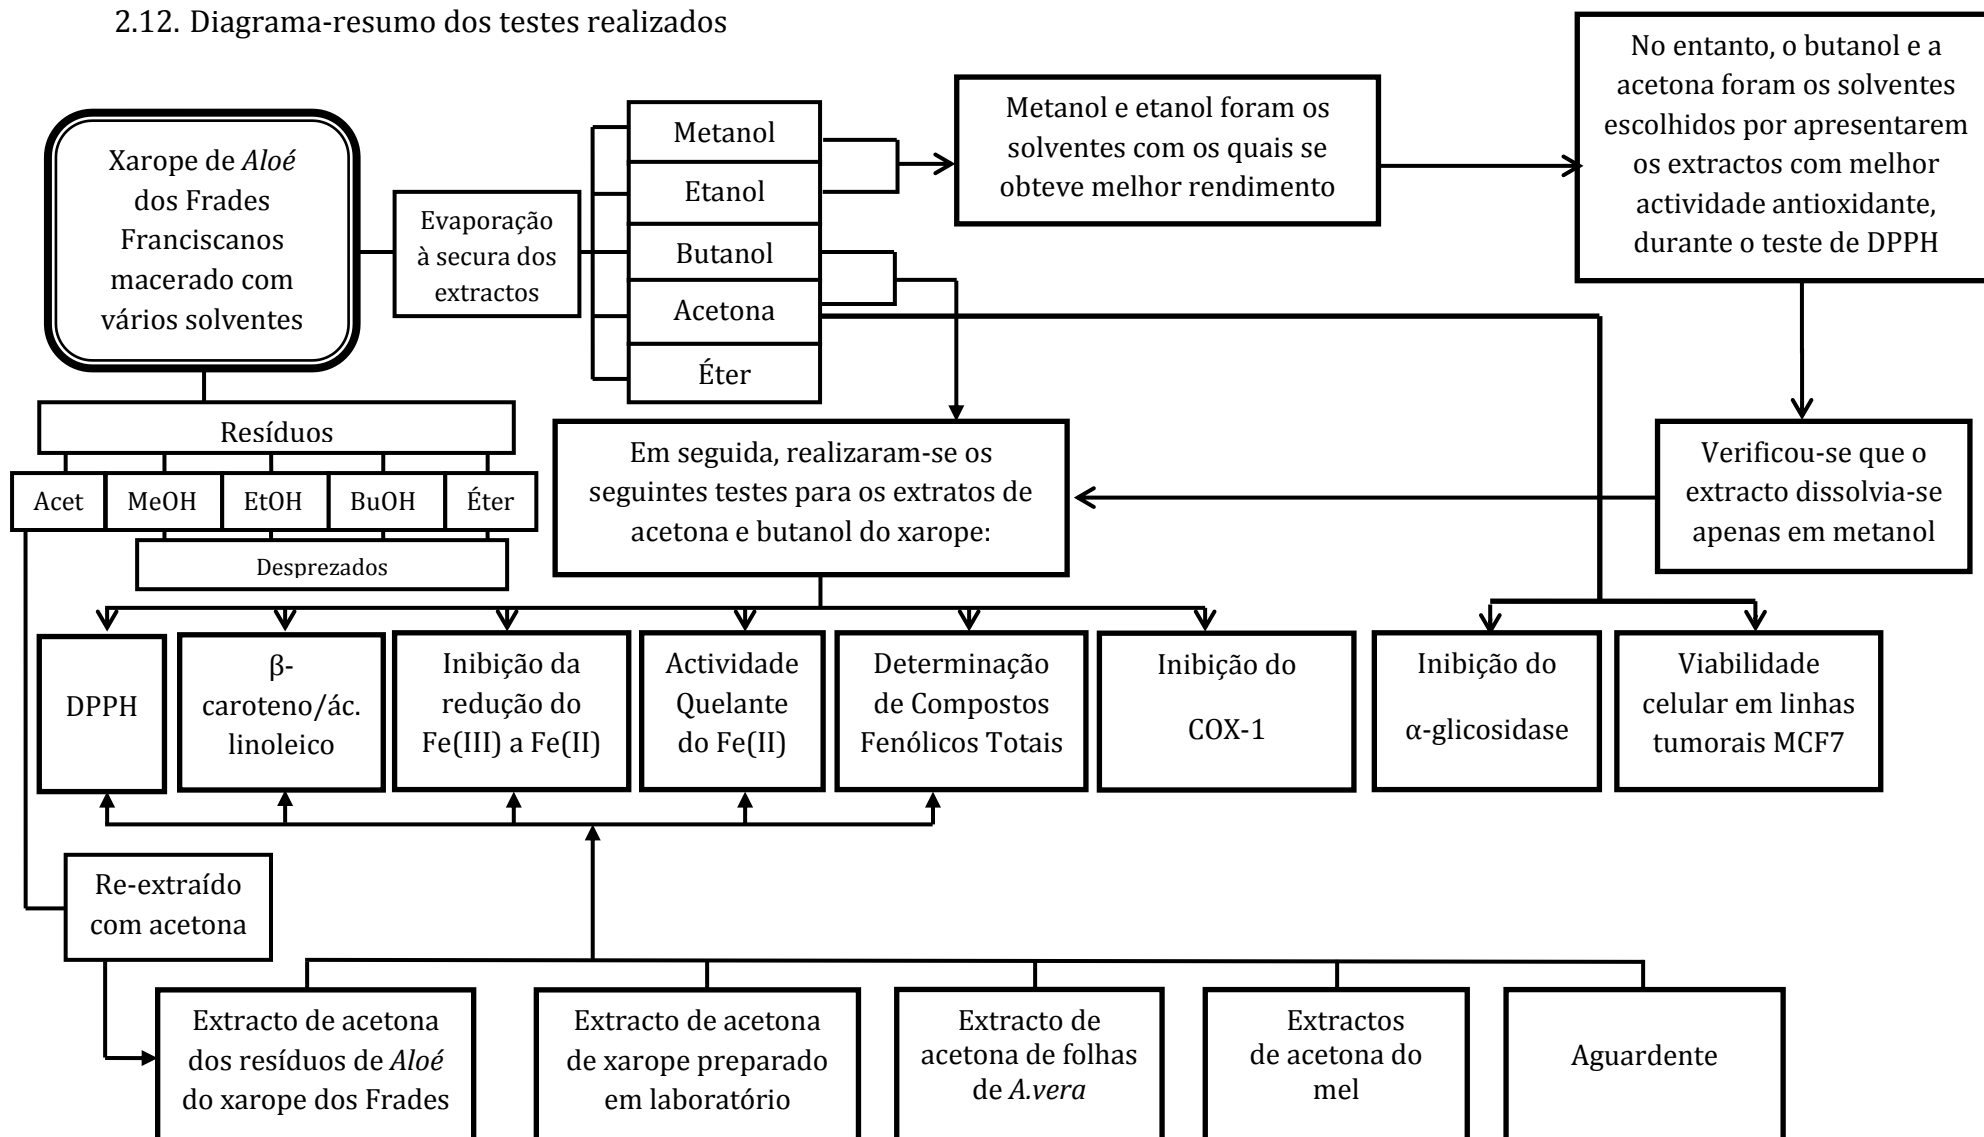 2.12. Diagrama-resumo dos testes realizados
Xarope de Aloé
dos Frades
Franciscanos
macerado com
vários solventes
Evaporação
à secura dos
extractos
Metanol
Etanol
Butanol
Acetona
Éter
Metanol e etanol foram os
solventes com os quais se
obteve melhor rendimento
No entanto, o butanol e a
acetona foram os solventes
escolhidos por apresentarem
os extractos com melhor
actividade antioxidante,
durante o teste de DPPH
Verificou-se que o
extracto dissolvia-se
apenas em metanol
Resíduos
Acet
MeOH
EtOH
BuOH
Éter
Desprezados
Em seguida, realizaram-se os
seguintes testes para os extratos de
acetona e butanol do xarope:
DPPH
β-
caroteno/ác.
linoleico
Inibição da
redução do
Fe(III) a Fe(II)
Actividade
Quelante
do Fe(II)
Determinação
de Compostos
Fenólicos Totais
Inibição do
COX-1
Inibição do
α-glicosidase
Viabilidade
celular em linhas
tumorais MCF7
Re-extraído
com acetona
Extracto de acetona
dos resíduos de Aloé
do xarope dos Frades
Extracto de acetona
de xarope preparado
em laboratório
Extracto de
acetona de folhas
de A.vera
Extractos
de acetona do
mel
Aguardente